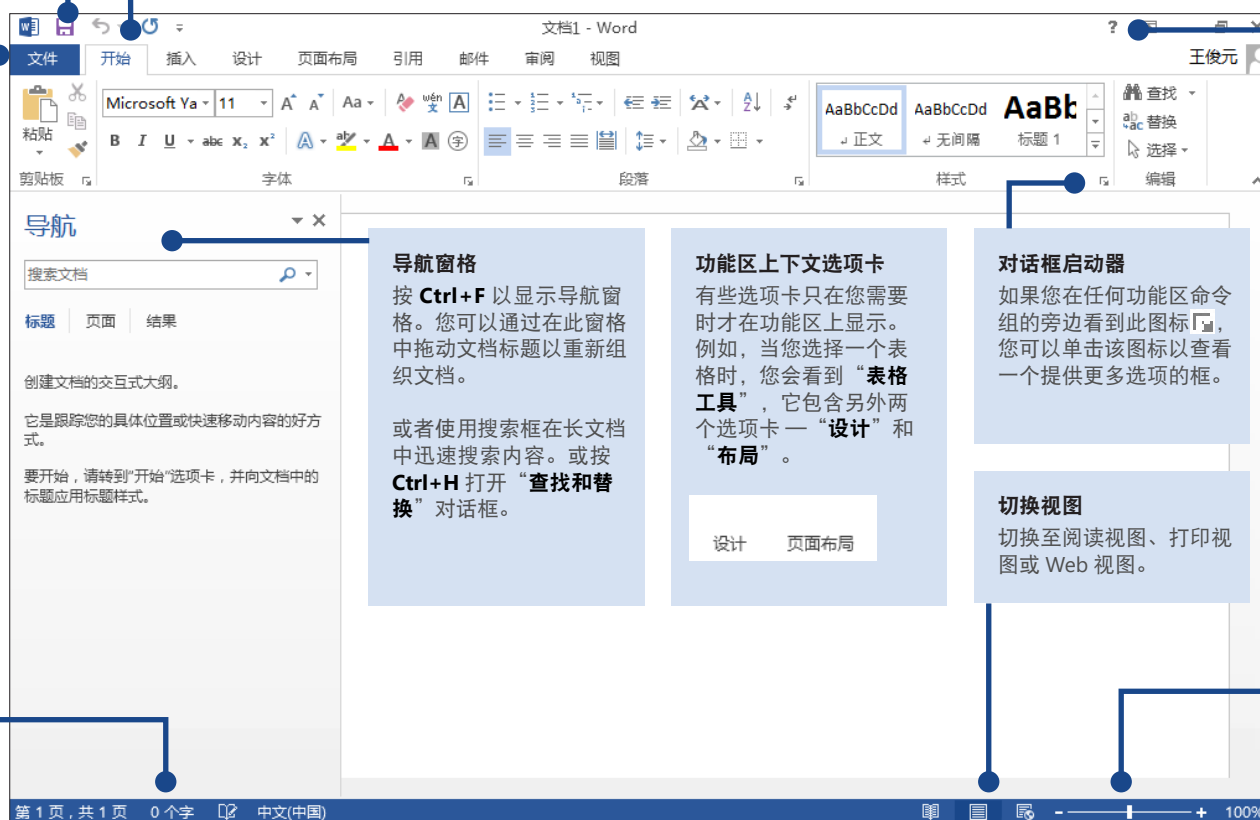 文档1 - Word
?
文件 开始 插入 设计 页面布局 引用 邮件 审阅 视图 王俊元
Microsoft Ya 11 A A Aa wén 变 A
AaBbCcDd AaBbCcDd AaBb
查找
替换
选择
粘贴
B I U abc x₂ x² A aby A A 字
正文 无间隔 标题 1
剪贴板 字体 段落 样式 编辑
导航
搜索文档
标题 页面 结果
创建文档的交互式大纲。
它是跟踪您的具体位置或快速移动内容的好方
式。
要开始，请转到"开始"选项卡，并向文档中的
标题应用标题样式。
导航窗格
按 Ctrl+F 以显示导航窗
格。您可以通过在此窗格
中拖动文档标题以重新组
织文档。
或者使用搜索框在长文档
中迅速搜索内容。或按
Ctrl+H 打开“查找和替
换”对话框。
功能区上下文选项卡
有些选项卡只在您需要
时才在功能区上显示。
例如，当您选择一个表
格时，您会看到“表格
工具”，它包含另外两
个选项卡 —“设计”和
“布局”。
设计 页面布局
对话框启动器
如果您在任何功能区命令
组的旁边看到此图标，
您可以单击该图标以查看
一个提供更多选项的框。
切换视图
切换至阅读视图、打印视
图或 Web 视图。
第 1 页，共 1 页 0 个字 中文(中国) - + 100%